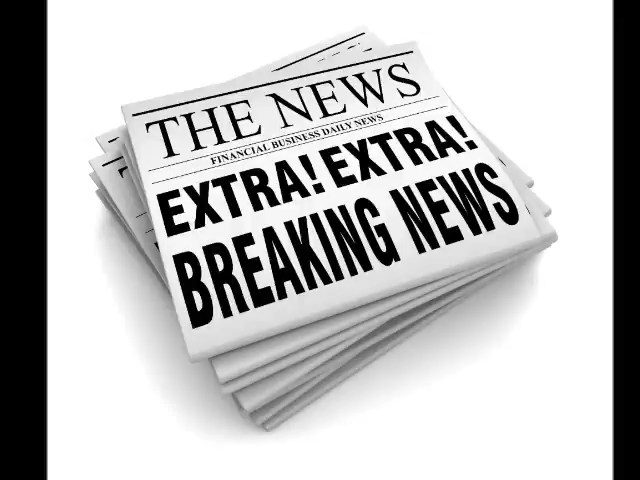 THE NEWS
FINANCIAL BUSINESS DAILY NEWS
EXTRA! EXTRA!
BREAKING NEWS